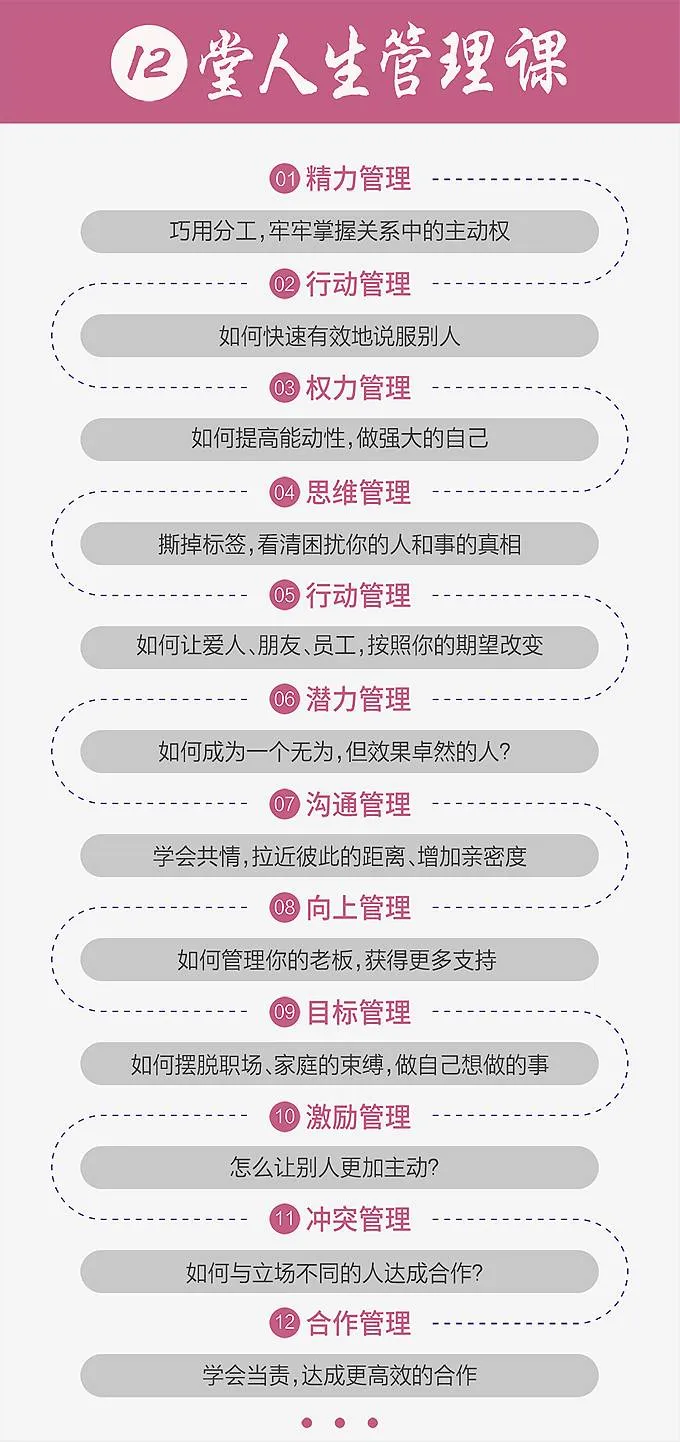 12堂人生管理课
01 精力管理
巧用分工,牢牢掌握关系中的主动权
02 行动管理
如何快速有效地说服别人
03 权力管理
如何提高能动性,做强大的自己
04 思维管理
撕掉标签,看清困扰你的人和事的真相
05 行动管理
如何让爱人、朋友、员工,按照你的期望改变
06 潜力管理
如何成为一个无为,但效果卓然的人?
07 沟通管理
学会共情,拉近彼此的距离、增加亲密度
08 向上管理
如何管理你的老板,获得更多支持
09 目标管理
如何摆脱职场、家庭的束缚,做自己想做的事
10 激励管理
怎么让别人更加主动?
11 冲突管理
如何与立场不同的人达成合作?
12 合作管理
学会当责,达成更高效的合作